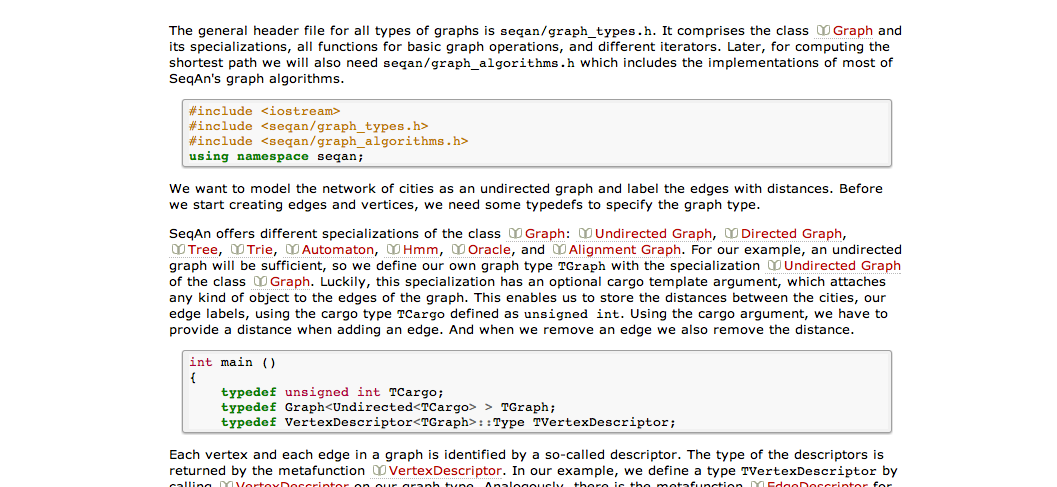 The general header file for all types of graphs is seqan/graph_types.h. It comprises the class Graph and
its specializations, all functions for basic graph operations, and different iterators. Later, for computing the
shortest path we will also need seqan/graph_algorithms.h which includes the implementations of most of
SeqAn's graph algorithms.
#include <iostream>
#include <seqan/graph_types.h>
#include <seqan/graph_algorithms.h>
using namespace seqan;
We want to model the network of cities as an undirected graph and label the edges with distances. Before
we start creating edges and vertices, we need some typedefs to specify the graph type.
SeqAn offers different specializations of the class Graph: Undirected Graph, Directed Graph,
Tree, Trie, Automaton, Hmm, Oracle, and Alignment Graph. For our example, an undirected
graph will be sufficient, so we define our own graph type TGraph with the specialization Undirected Graph
of the class Graph. Luckily, this specialization has an optional cargo template argument, which attaches
any kind of object to the edges of the graph. This enables us to store the distances between the cities, our
edge labels, using the cargo type TCargo defined as unsigned int. Using the cargo argument, we have to
provide a distance when adding an edge. And when we remove an edge we also remove the distance.
int main ()
{
    typedef unsigned int TCargo;
    typedef Graph<Undirected<TCargo> > TGraph;
    typedef VertexDescriptor<TGraph>::Type TVertexDescriptor;
Each vertex and each edge in a graph is identified by a so-called descriptor. The type of the descriptors is
returned by the metafunction VertexDescriptor. In our example, we define a type TVertexDescriptor by
calling VertexDescriptor on our graph type. Analogously, there is the metafunction EdgeDescriptor for